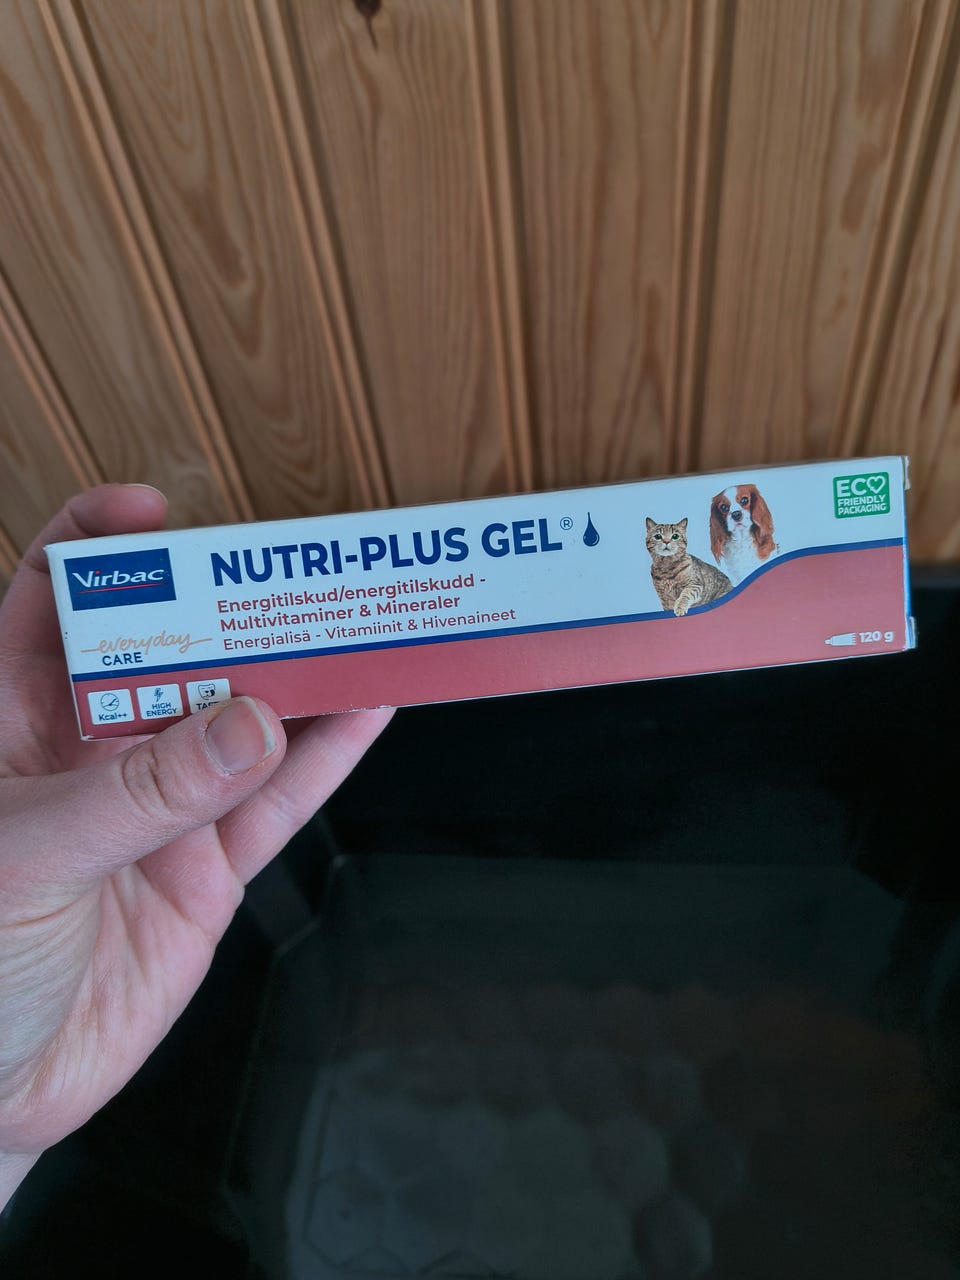 Virbac
everyday
CARE
NUTRI-PLUS GEL®
Energitilskud/energitilskudd -
Multivitaminer & Mineraler
Energialisä - Vitamiinit & Hivenaineet
ECO
FRIENDLY
PACKAGING
120 g
Kcal++
HIGH
ENERGY